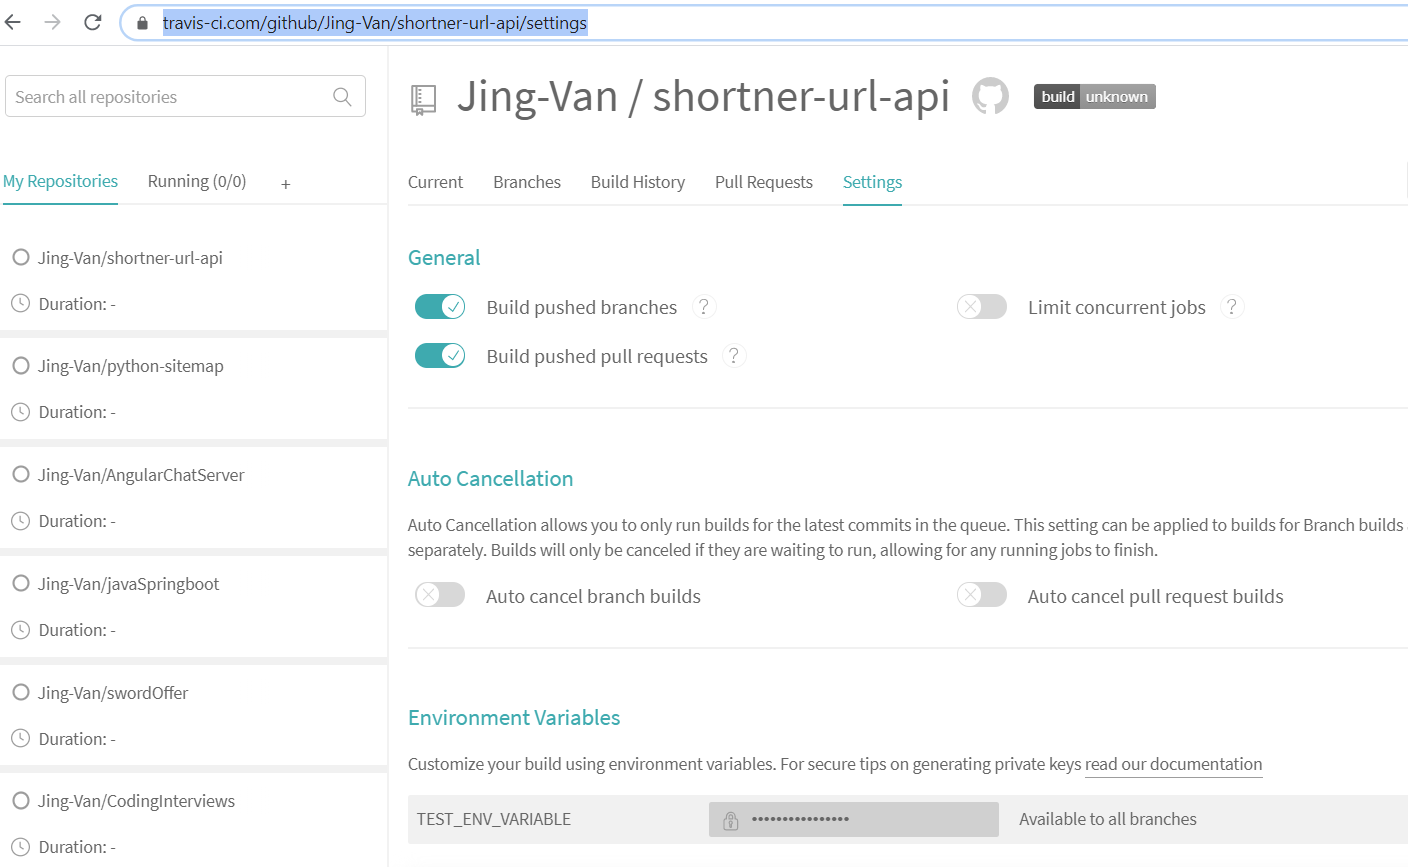 travis-ci.com/github/Jing-Van/shortner-url-api/settings
Search all repositories
My Repositories
Running (0/0)
+
Jing-Van/shortner-url-api
Duration: -
Jing-Van/python-sitemap
Duration: -
Jing-Van/AngularChatServer
Duration: -
Jing-Van/javaSpringboot
Duration: -
Jing-Van/swordOffer
Duration: -
Jing-Van/CodingInterviews
Duration: -
Jing-Van / shortner-url-api
build unknown
Current
Branches
Build History
Pull Requests
Settings
General
Build pushed branches ?
Limit concurrent jobs ?
Build pushed pull requests ?
Auto Cancellation
Auto Cancellation allows you to only run builds for the latest commits in the queue. This setting can be applied to builds for Branch builds
separately. Builds will only be canceled if they are waiting to run, allowing for any running jobs to finish.
Auto cancel branch builds
Auto cancel pull request builds
Environment Variables
Customize your build using environment variables. For secure tips on generating private keys read our documentation
TEST_ENV_VARIABLE •••••••••••••••• Available to all branches